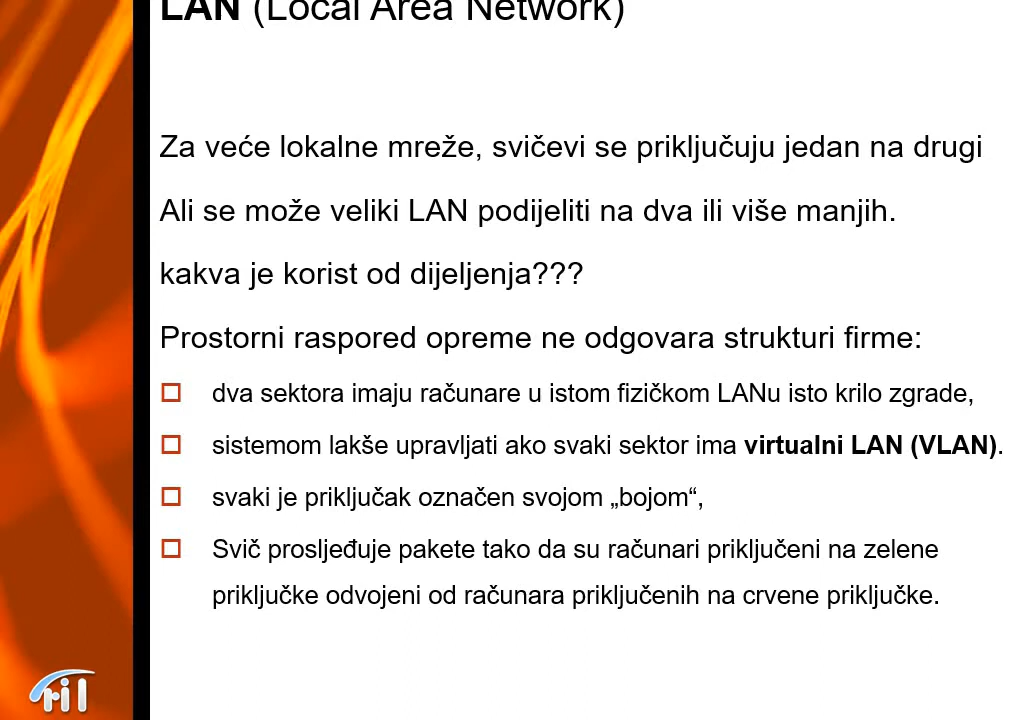 LAN (Local Area Network)
Za veće lokalne mreže, svičevi se priključuju jedan na drugi
Ali se može veliki LAN podijeliti na dva ili više manjih.
kakva je korist od dijeljenja???
Prostorni raspored opreme ne odgovara strukturi firme:
dva sektora imaju računare u istom fizičkom LANu isto krilo zgrade,
sistemom lakše upravljati ako svaki sektor ima virtualni LAN (VLAN).
svaki je priključak označen svojom „bojom“,
Svič prosljeđuje pakete tako da su računari priključeni na zelene
priključke odvojeni od računara priključenih na crvene priključke.
ril